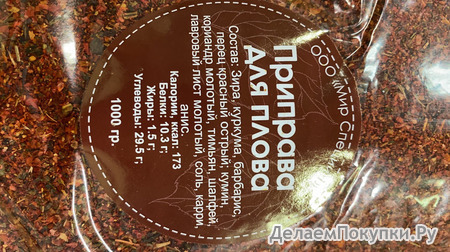 ООО «Мир Спе
Приправа
для плова
Состав: Зира, куркума, барбарис,
перец красный острый, кумин,
кориандр молотый, тимьян, шалфей,
лавровый лист молотый, соль, карри,
анис.
Калории, ккал: 173
Белки: 10.3 г;
Жиры: 1.5 г;
Углеводы: 29.5 г;
1000 гр.
ДелаемПокупки.Ру